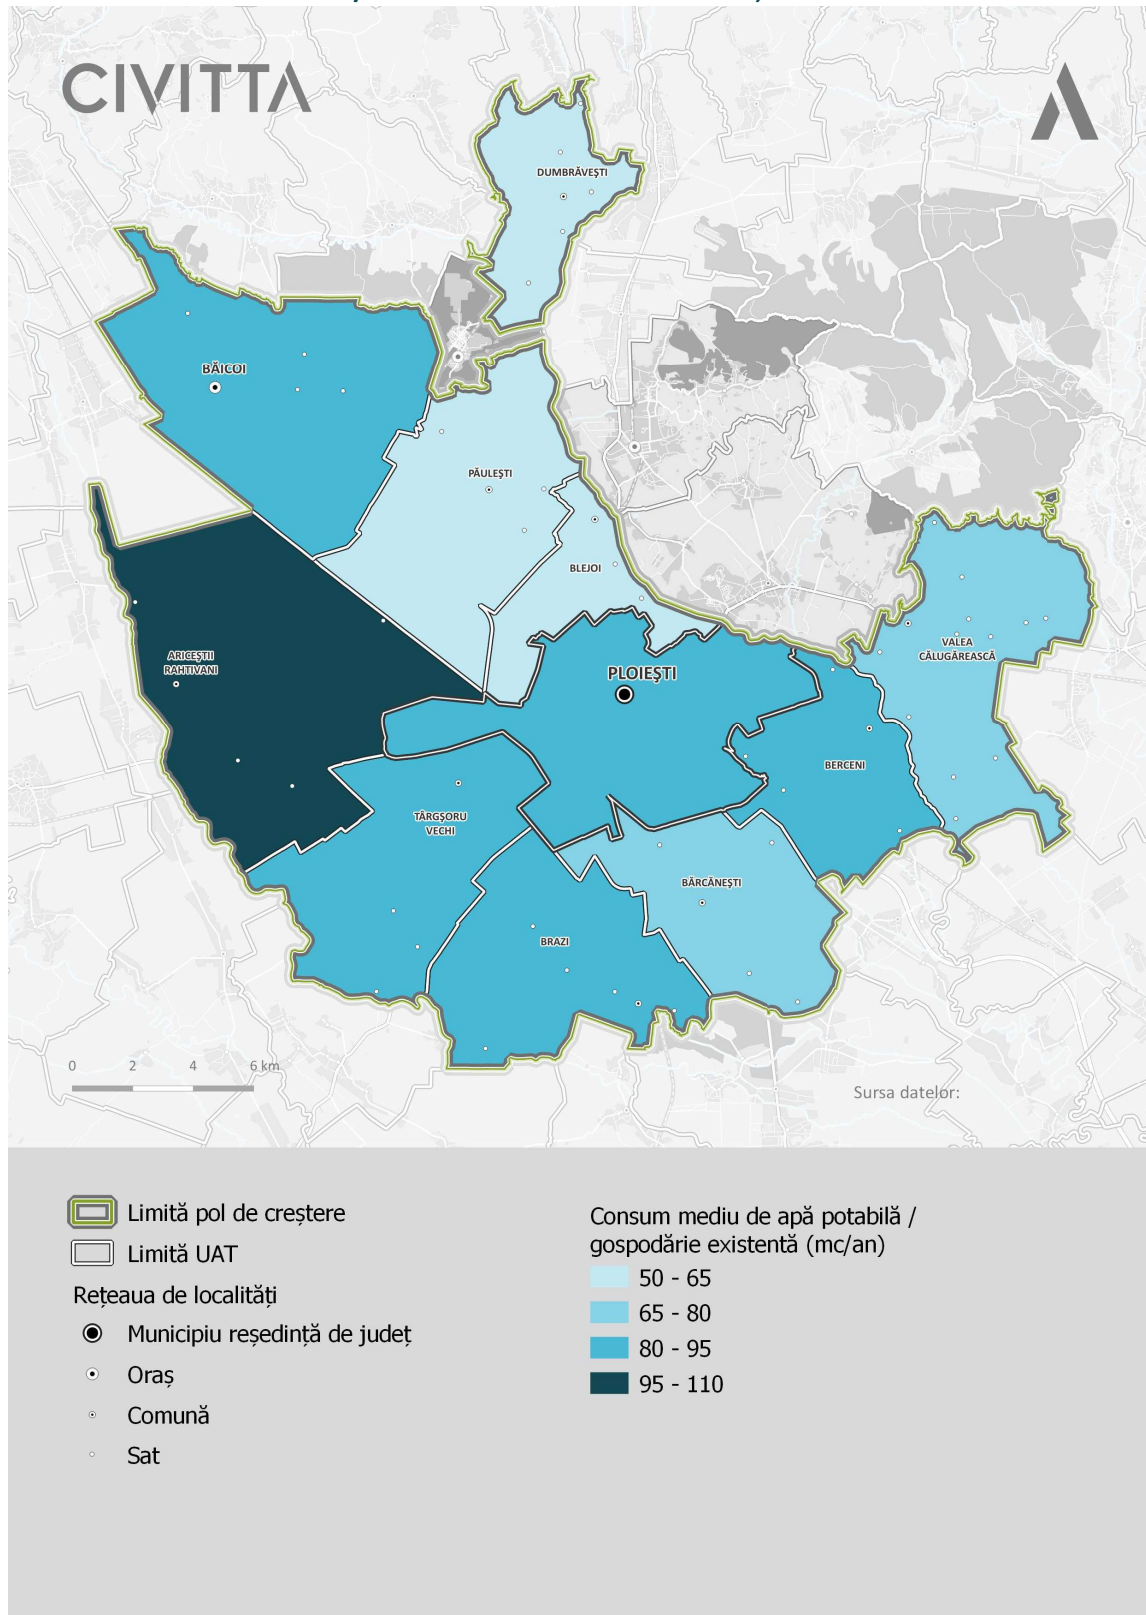 CIVITTA
DUMBRĂVEȘTI
BĂICOI
PĂULEȘTI
BLEJOI
ARICEȘTII
RAHTIVANI
VALEA
CĂLUGĂREASCĂ
PLOIEȘTI
BERCENI
TÂRGȘORU
VECHI
BĂRCĂNEȘTI
BRAZI
0 2 4 6 km
Sursa datelor:
Limită pol de creștere
Limită UAT
Rețeaua de localități
Municipiu reședință de județ
Oraș
Comună
Sat
Consum mediu de apă potabilă /
gospodărie existentă (mc/an)
50 - 65
65 - 80
80 - 95
95 - 110